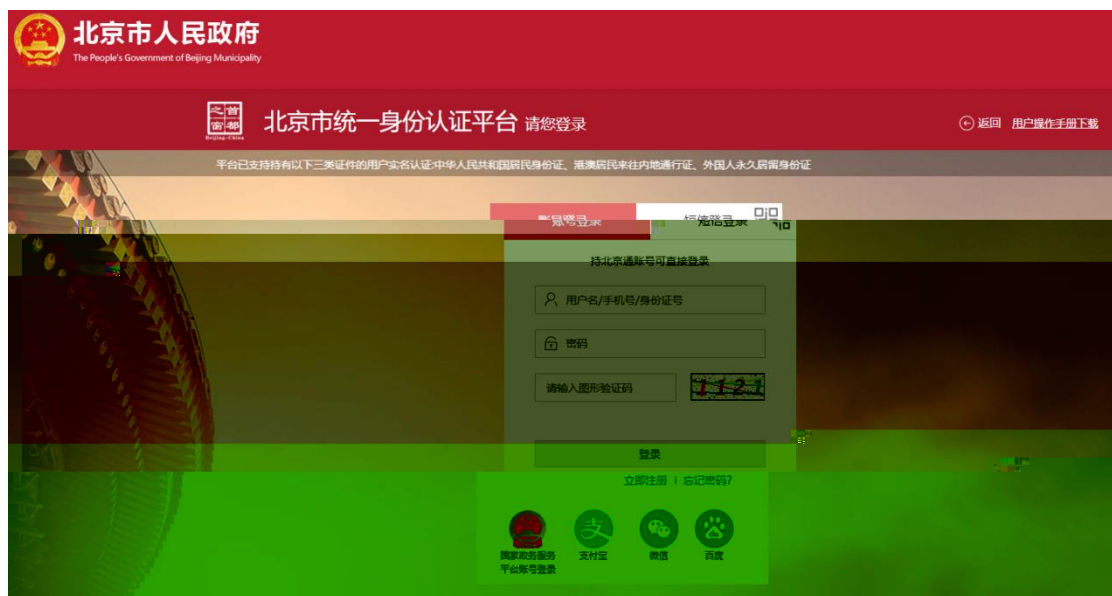 北京市人民政府
The People's Government of Beijing Municipality
首都之窗
Beijing-China
北京市统一身份认证平台 请您登录
返回 用户操作手册下载
平台已支持持有以下三类证件的用户实名认证:中华人民共和国居民身份证、港澳居民来往内地通行证、外国人永久居留身份证
账号登录 短信登录
持北京通账号可直接登录
用户名/手机号/身份证号
密码
请输入图形验证码 1121
登录
立即注册 | 忘记密码?
国家政务服务
平台账号登录
支付宝
微信
百度